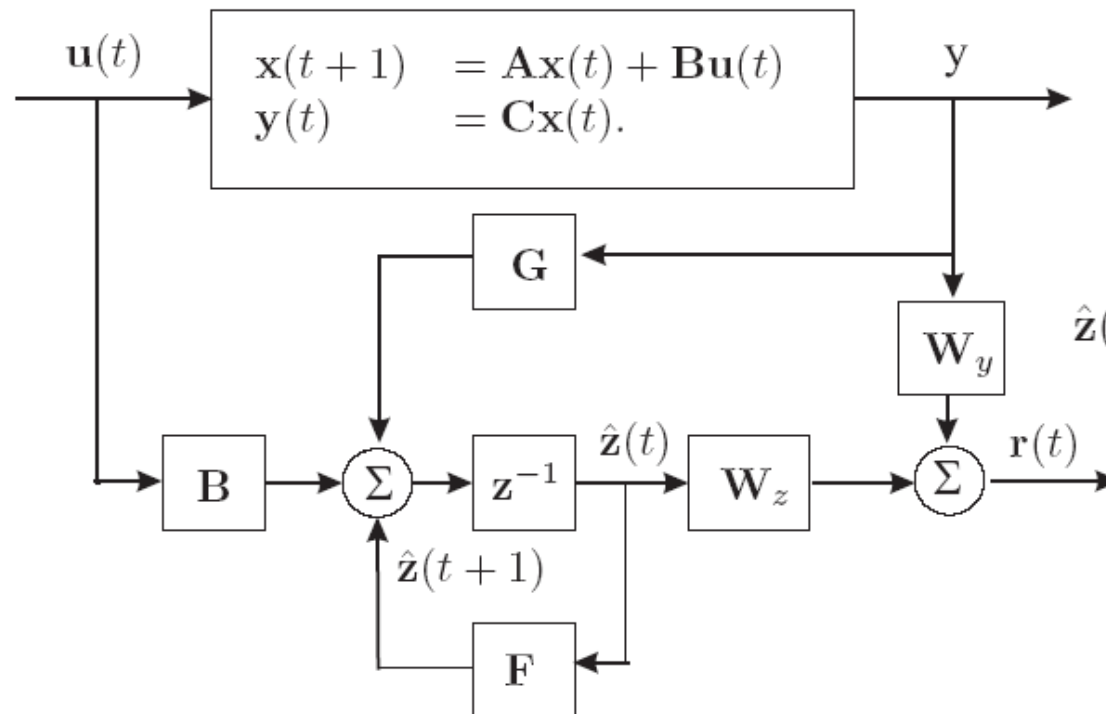 u(t)
x(t + 1) = Ax(t) + Bu(t)
y(t) = Cx(t).
y
G
W_y
ẑ(
B
Σ
z⁻¹
ẑ(t)
W_z
Σ
r(t)
ẑ(t + 1)
F